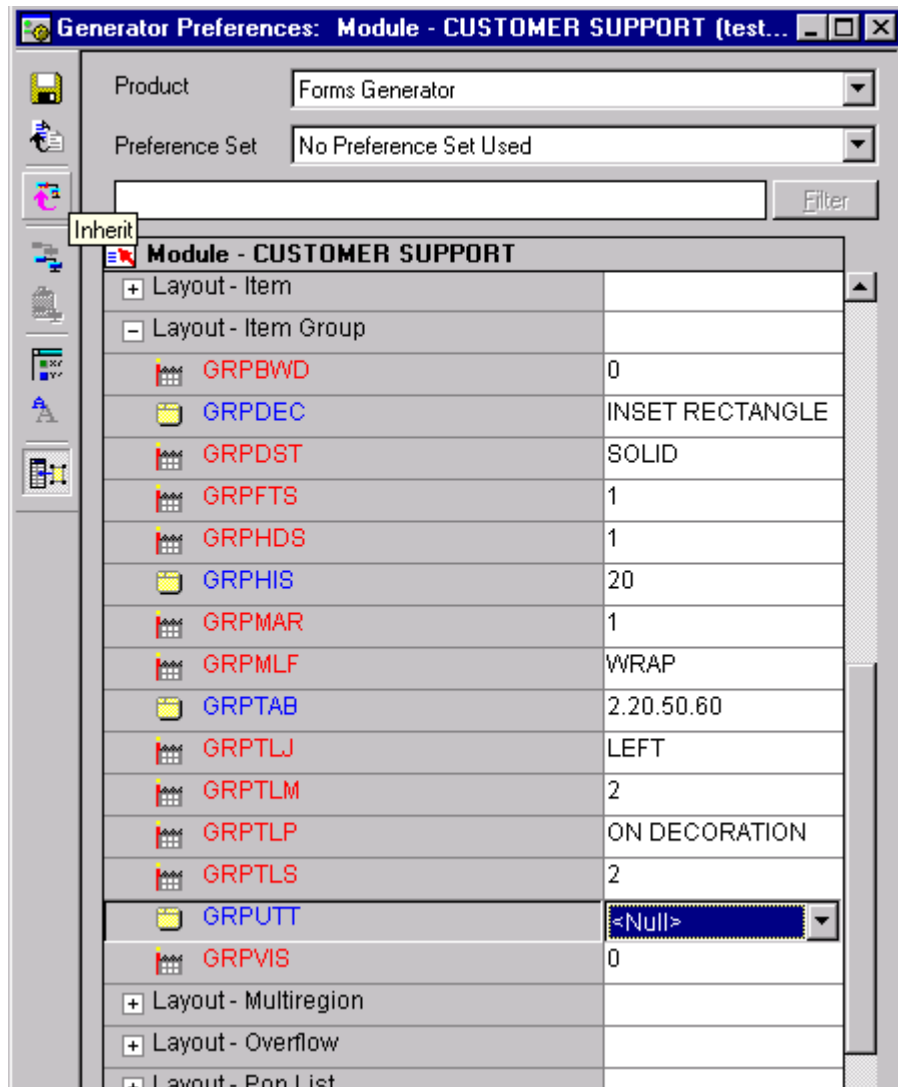 Generator Preferences: Module - CUSTOMER SUPPORT (test...
Product Forms Generator
Preference Set No Preference Set Used
Filter
Inherit
Module - CUSTOMER SUPPORT
Layout - Item
Layout - Item Group
GRPBWD 0
GRPDEC INSET RECTANGLE
GRPDST SOLID
GRPFTS 1
GRPHDS 1
GRPHIS 20
GRPMAR 1
GRPMLF WRAP
GRPTAB 2.20.50.60
GRPTLJ LEFT
GRPTLM 2
GRPTLP ON DECORATION
GRPTLS 2
GRPUTT <Null>
GRPVIS 0
Layout - Multiregion
Layout - Overflow
Layout - Pop List